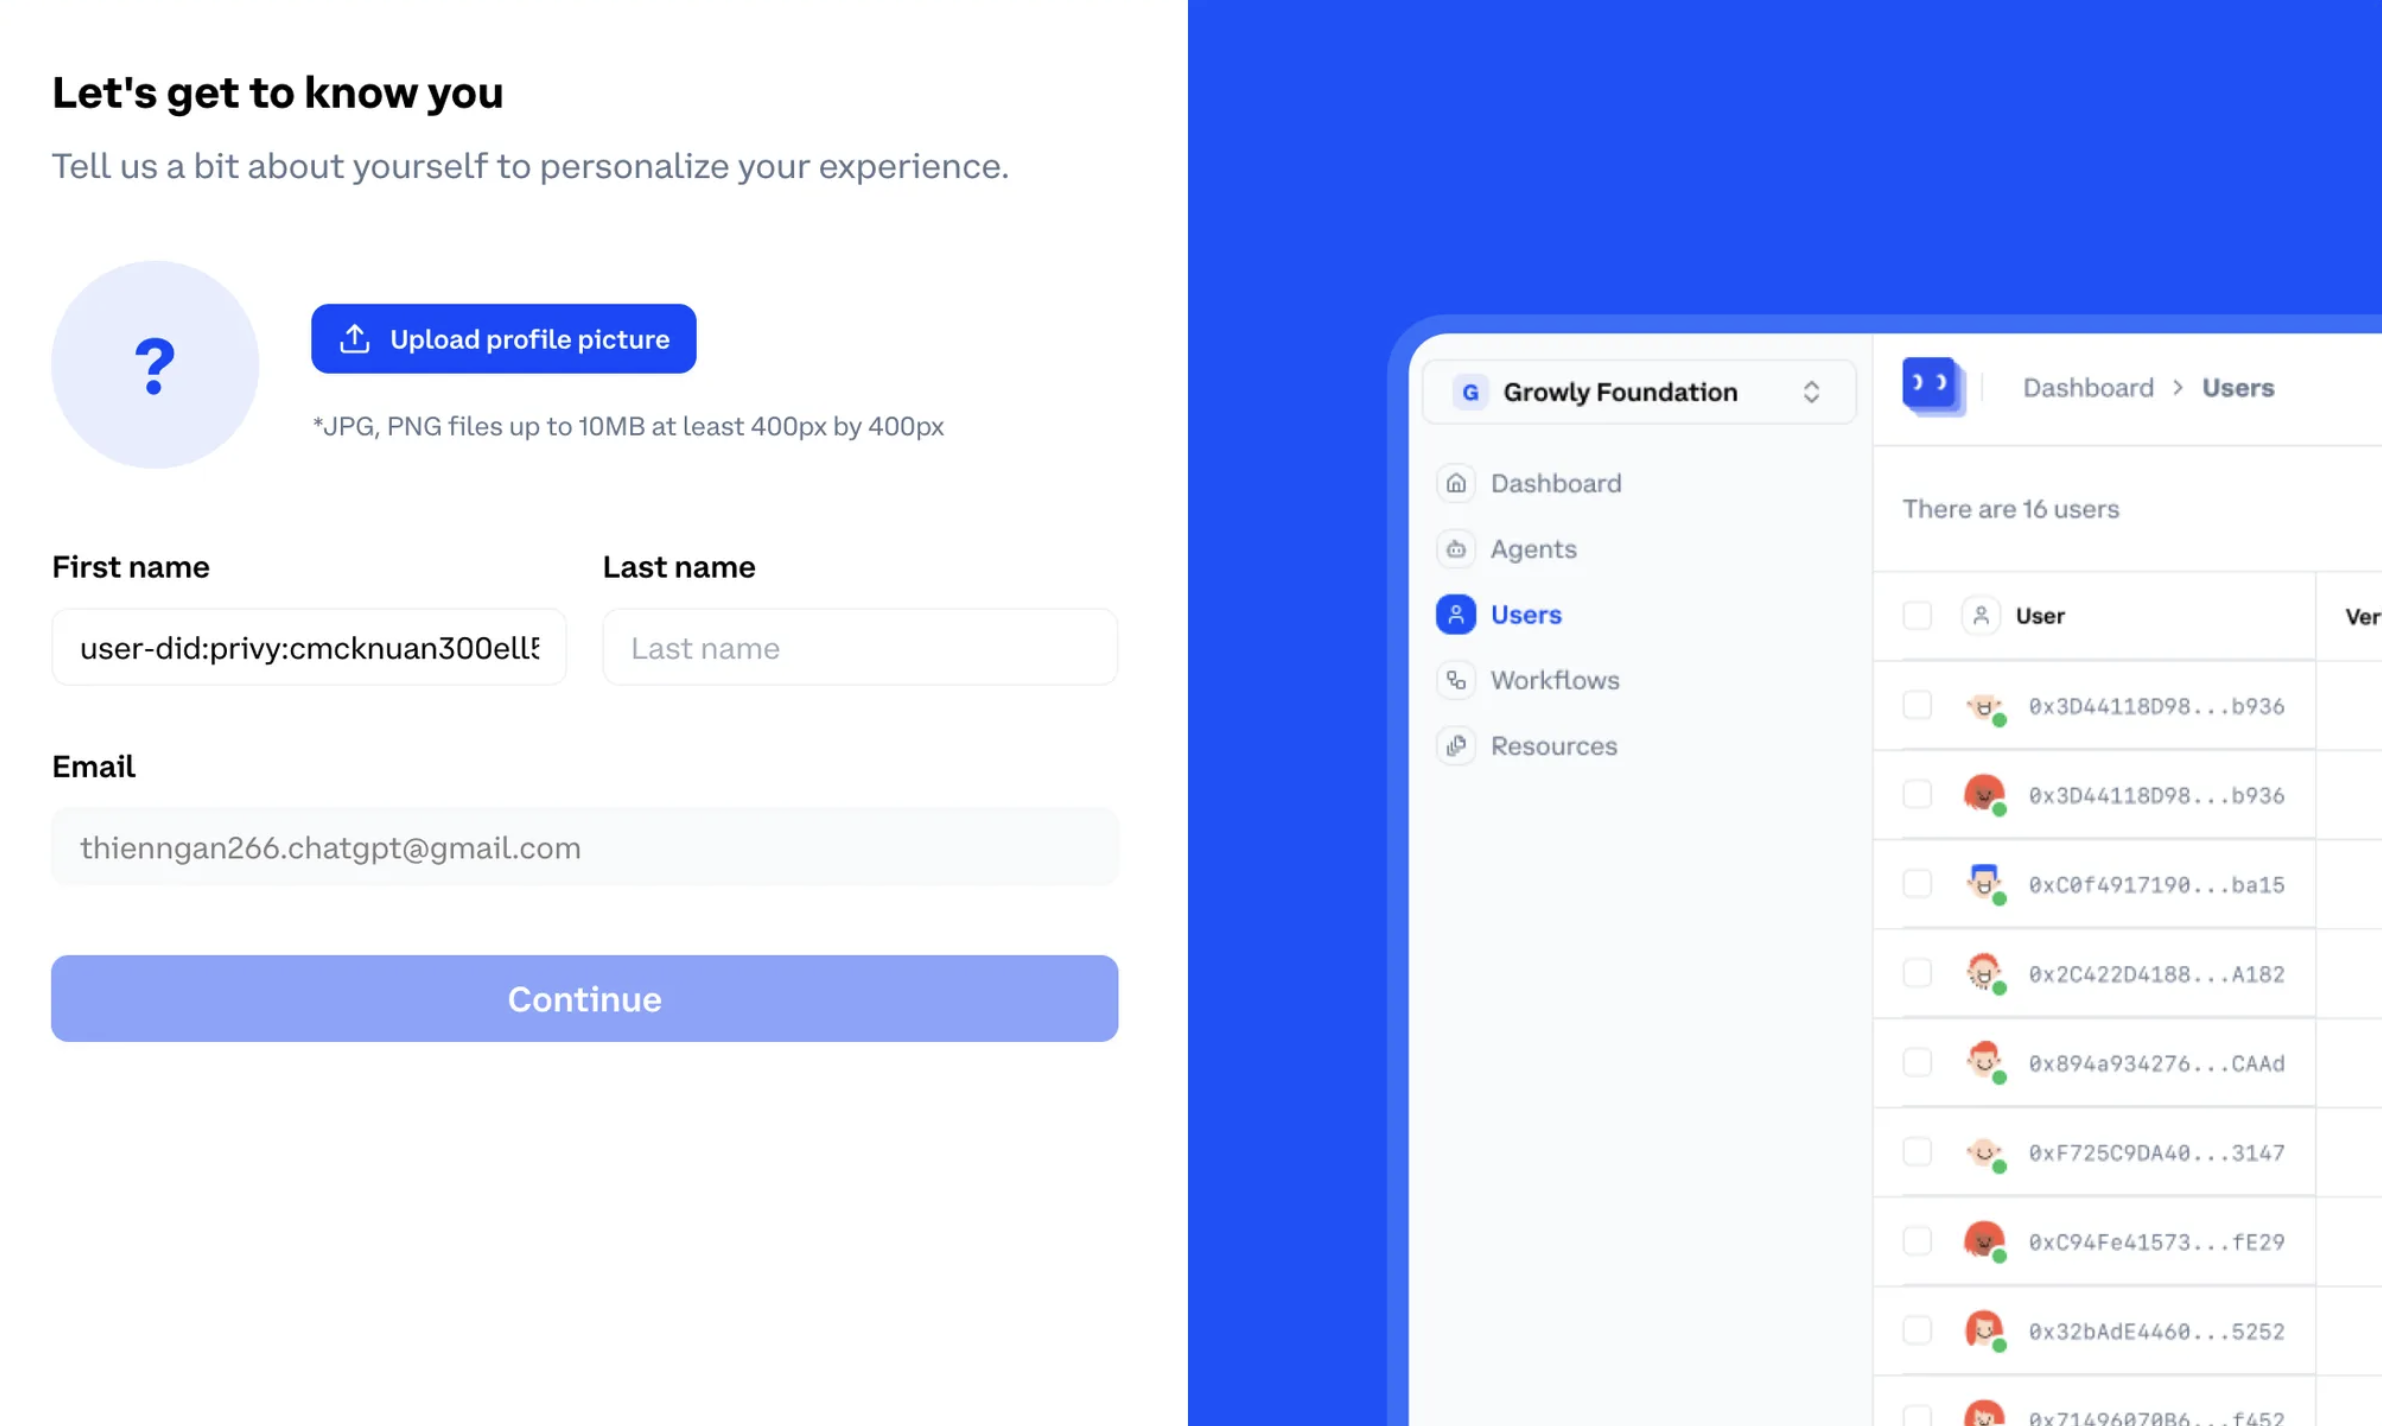 Let's get to know you
Tell us a bit about yourself to personalize your experience.
?
Upload profile picture
*JPG, PNG files up to 10MB at least 400px by 400px
First name
Last name
user-did:privy:cmcknuan300ell5
Last name
Email
thienngan266.chatgpt@gmail.com
Continue
G Growly Foundation
Dashboard
Agents
Users
Workflows
Resources
Dashboard > Users
There are 16 users
User
Ver
0x3D44118D98...b936
0x3D44118D98...b936
0xC0f4917190...ba15
0x2C422D4188...A182
0x894a934276...CAAd
0xF725C9DA40...3147
0xC94Fe41573...fE29
0x32bAdE4460...5252
0x71496070B6...f452